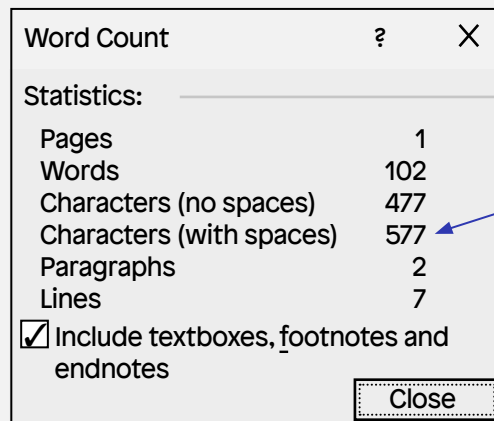 Word Count ? X
Statistics:
Pages 1
Words 102
Characters (no spaces) 477
Characters (with spaces) 577
Paragraphs 2
Lines 7
Include textboxes, footnotes and
endnotes
Close